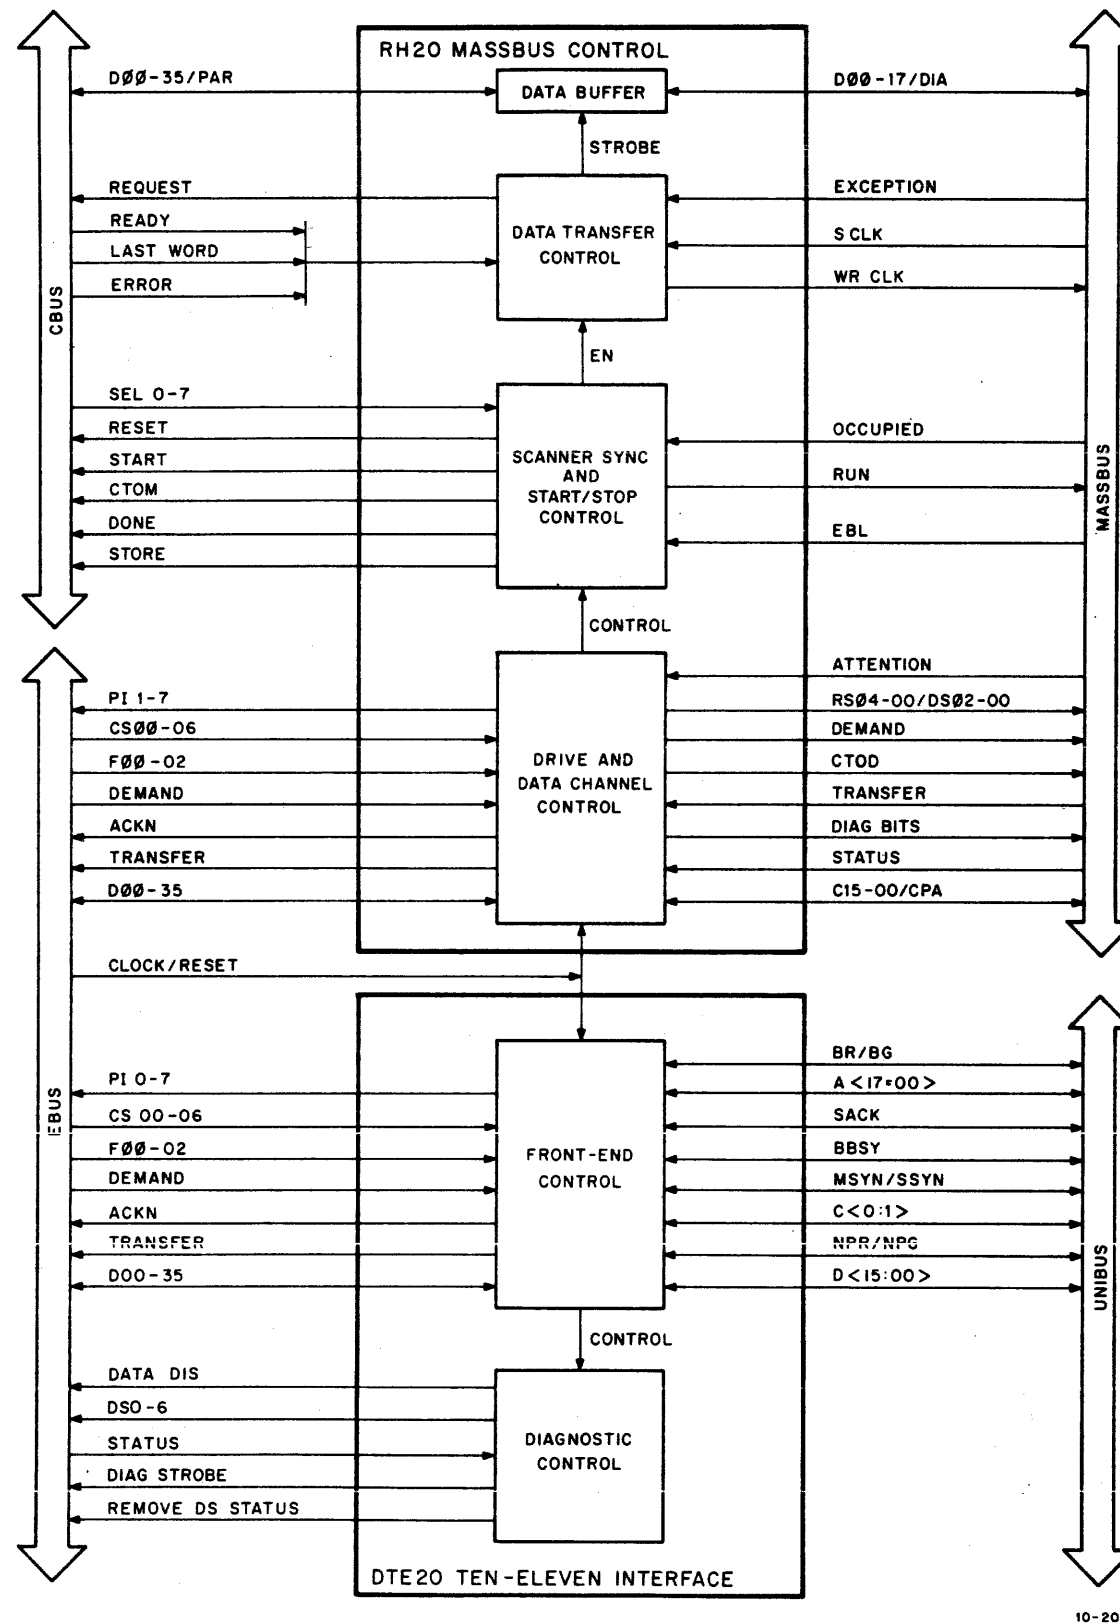 RH20 MASSBUS CONTROL
DØØ-35/PAR
DATA BUFFER
DØØ-17/DIA
STROBE
REQUEST
EXCEPTION
READY
DATA TRANSFER
CONTROL
S CLK
LAST WORD
ERROR
WR CLK
CBUS
EN
SEL 0-7
RESET
OCCUPIED
START
SCANNER SYNC
AND
START/STOP
CONTROL
RUN
CTOM
DONE
EBL
STORE
MASSBUS
CONTROL
ATTENTION
PI 1-7
RSØ4-00/DSØ2-00
CSØØ-06
DEMAND
FØØ-02
DRIVE AND
DATA CHANNEL
CONTROL
CTOD
DEMAND
TRANSFER
ACKN
DIAG BITS
TRANSFER
STATUS
DØØ-35
C15-00/CPA
CLOCK/RESET
EBUS
BR/BG
PI 0-7
A<17=00>
CS 00-06
SACK
FØØ-02
FRONT-END
CONTROL
BBSY
DEMAND
MSYN/SSYN
ACKN
C<0:1>
TRANSFER
NPR/NPG
D00-35
D<15:00>
UNIBUS
CONTROL
DATA DIS
DS0-6
STATUS
DIAGNOSTIC
CONTROL
DIAG STROBE
REMOVE DS STATUS
DTE20 TEN-ELEVEN INTERFACE